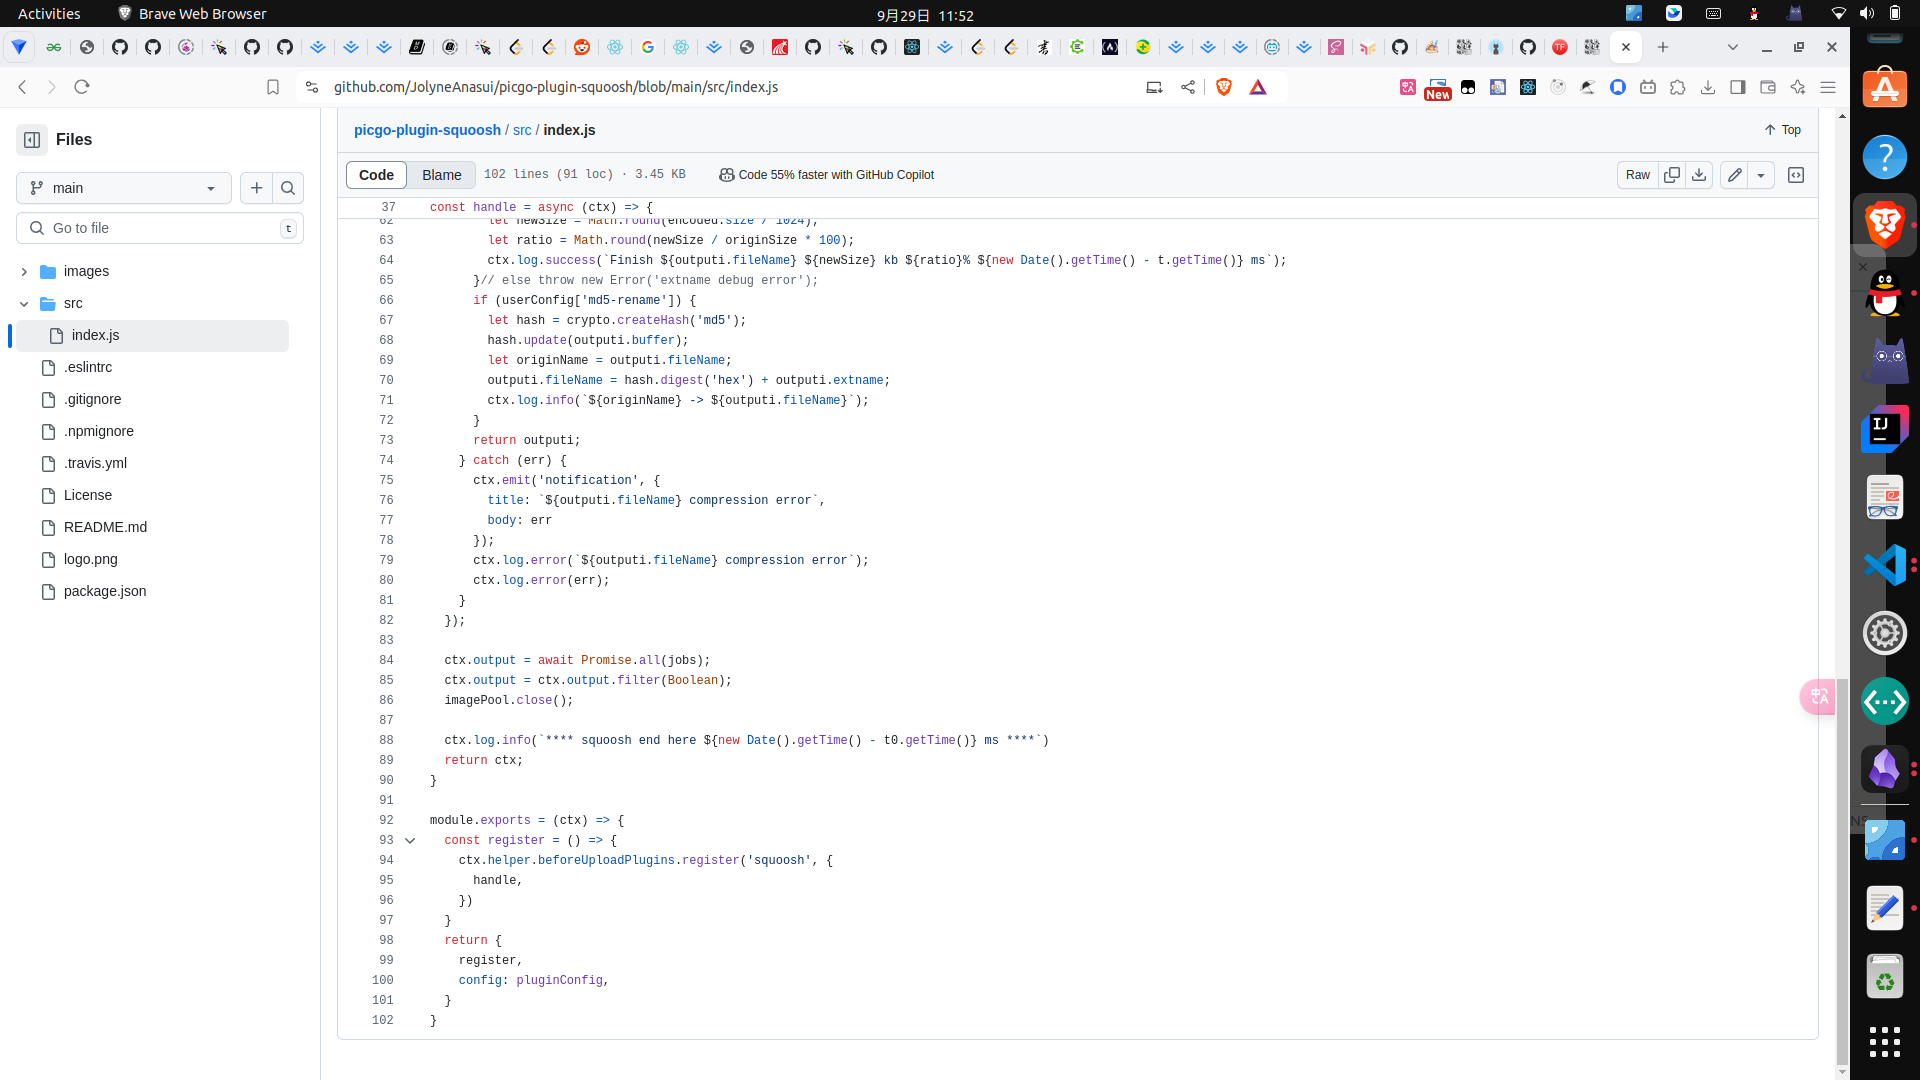 Activities
Brave Web Browser
9月29日 11:52
github.com/JolyneAnasui/picgo-plugin-squoosh/blob/main/src/index.js
New
Files
main
Go to file
t
images
src
index.js
.eslintrc
.gitignore
.npmignore
.travis.yml
License
README.md
logo.png
package.json
picgo-plugin-squoosh / src / index.js
Top
Code
Blame
102 lines (91 loc) · 3.45 KB
Code 55% faster with GitHub Copilot
Raw
37 const handle = async (ctx) => {
62 let newSize = Math.round(encoded.size / 1024);
63 let ratio = Math.round(newSize / originSize * 100);
64 ctx.log.success(`Finish ${outputi.fileName} ${newSize} kb ${ratio}% ${new Date().getTime() - t.getTime()} ms`);
65 }// else throw new Error('extname debug error');
66 if (userConfig['md5-rename']) {
67 let hash = crypto.createHash('md5');
68 hash.update(outputi.buffer);
69 let originName = outputi.fileName;
70 outputi.fileName = hash.digest('hex') + outputi.extname;
71 ctx.log.info(`${originName} -> ${outputi.fileName}`);
72 }
73 return outputi;
74 } catch (err) {
75 ctx.emit('notification', {
76 title: `${outputi.fileName} compression error`,
77 body: err
78 });
79 ctx.log.error(`${outputi.fileName} compression error`);
80 ctx.log.error(err);
81 }
82 });
83
84 ctx.output = await Promise.all(jobs);
85 ctx.output = ctx.output.filter(Boolean);
86 imagePool.close();
87
88 ctx.log.info(`**** squoosh end here ${new Date().getTime() - t0.getTime()} ms ****`)
89 return ctx;
90 }
91
92 module.exports = (ctx) => {
93 const register = () => {
94 ctx.helper.beforeUploadPlugins.register('squoosh', {
95 handle,
96 })
97 }
98 return {
99 register,
100 config: pluginConfig,
101 }
102 }